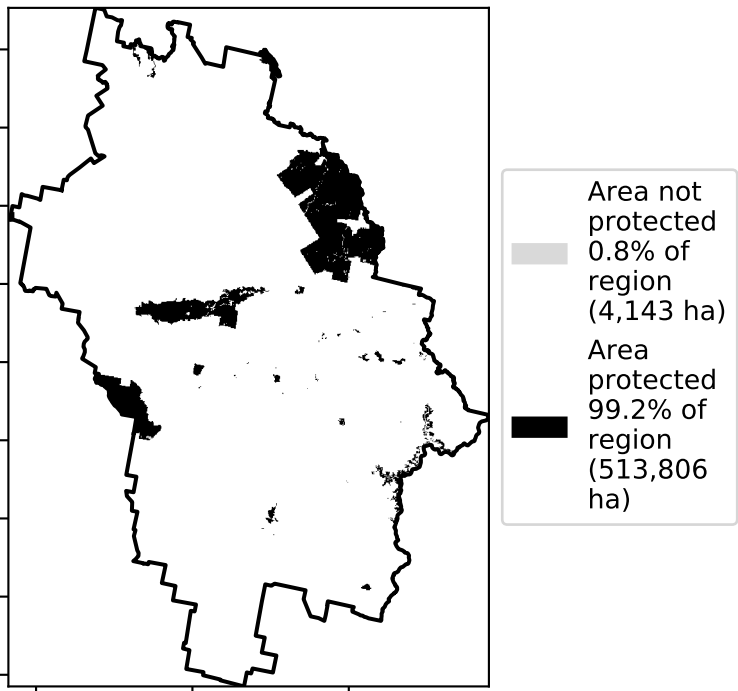 Area not
protected
0.8% of
region
(4,143 ha)
Area
protected
99.2% of
region
(513,806
ha)